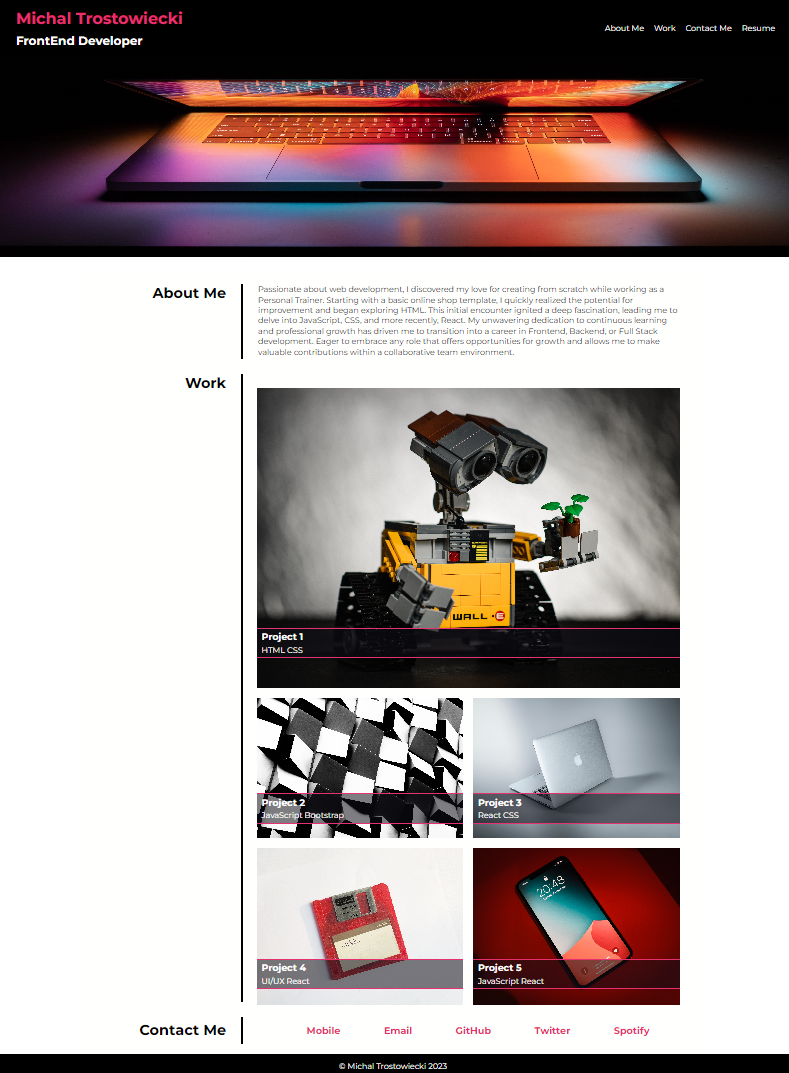 Michal Trostowiecki
FrontEnd Developer
About Me Work Contact Me Resume
About Me
Passionate about web development, I discovered my love for creating from scratch while working as a
Personal Trainer. Starting with a basic online shop template, I quickly realized the potential for
improvement and began exploring HTML. This initial encounter ignited a deep fascination, leading me to
delve into JavaScript, CSS, and more recently, React. My unwavering dedication to continuous learning
and professional growth has driven me to transition into a career in Frontend, Backend, or Full Stack
development. Eager to embrace any role that offers opportunities for growth and allows me to make
valuable contributions within a collaborative team environment.
Work
WALL·E
Project 1
HTML CSS
Project 2
JavaScript Bootstrap
Project 3
React CSS
Project 4
UI/UX React
20:48
Project 5
JavaScript React
Contact Me
Mobile Email GitHub Twitter Spotify
© Michal Trostowiecki 2023